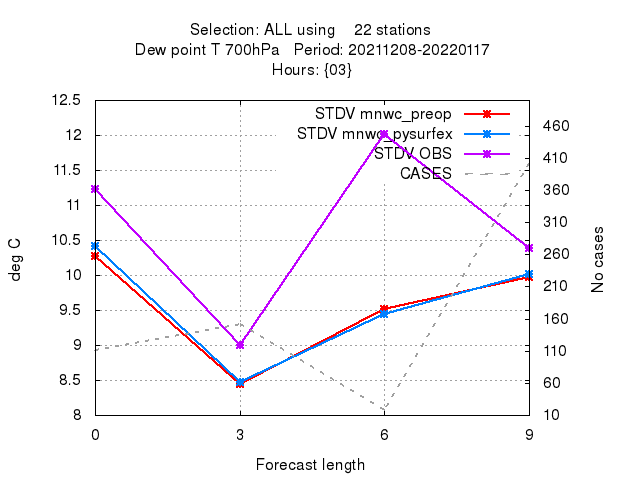 Selection: ALL using 22 stations
Dew point T 700hPa Period: 20211208-20220117
Hours: {03}
STDV mnwc_preop
STDV mnwc_pysurfex
STDV OBS
CASES
12.5
12
11.5
11
10.5
10
9.5
9
8.5
8
deg C
460
410
360
310
260
210
160
110
60
10
No cases
0 3 6 9
Forecast length